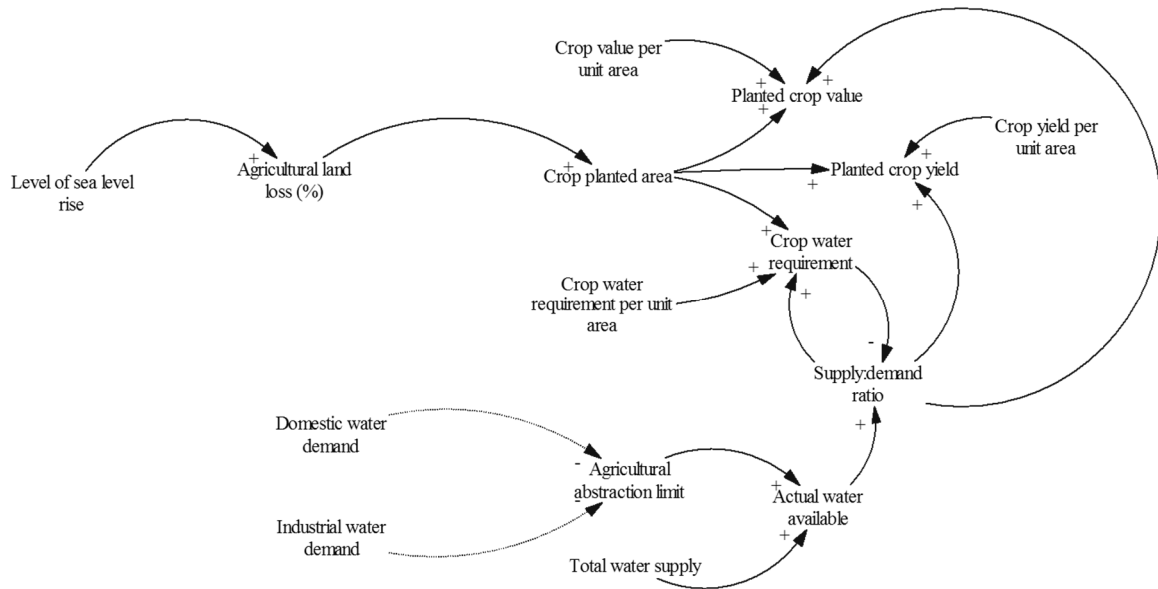 Crop value per
unit area
+
+
+
Planted crop value
Crop yield per
unit area
+
Planted crop yield
+
+
Level of sea level
rise
+
Agricultural land
loss (%)
+
Crop planted area
+
Crop water
requirement
+
+
Crop water
requirement per unit
area
-
Supply:demand
ratio
+
Domestic water
demand
-
Agricultural
abstraction limit
-
Industrial water
demand
+
Actual water
available
+
Total water supply